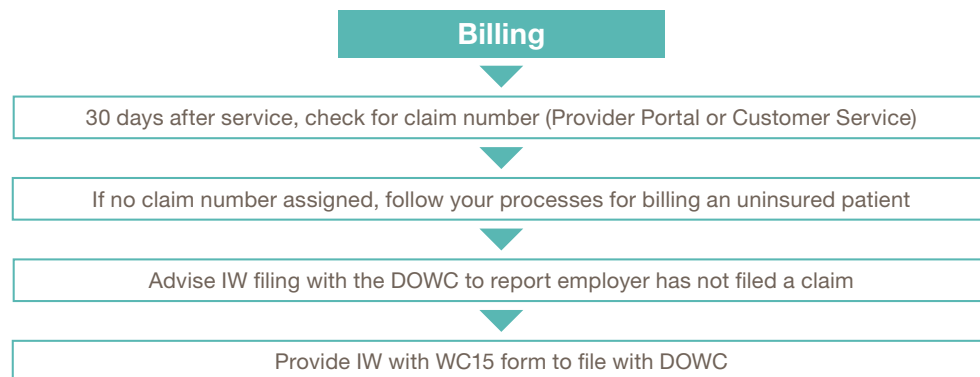 Billing
30 days after service, check for claim number (Provider Portal or Customer Service)
If no claim number assigned, follow your processes for billing an uninsured patient
Advise IW filing with the DOWC to report employer has not filed a claim
Provide IW with WC15 form to file with DOWC